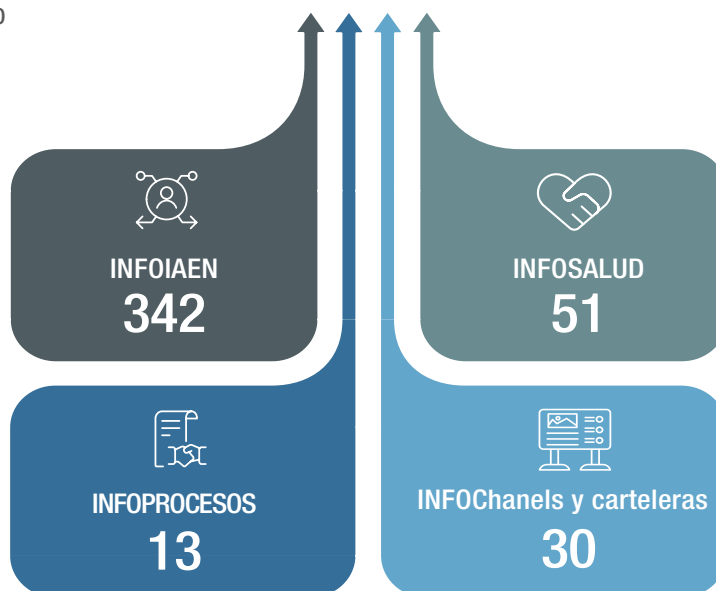 INFOIAEN
342
INFOSALUD
51
INFOPROCESOS
13
INFOChanels y carteleras
30